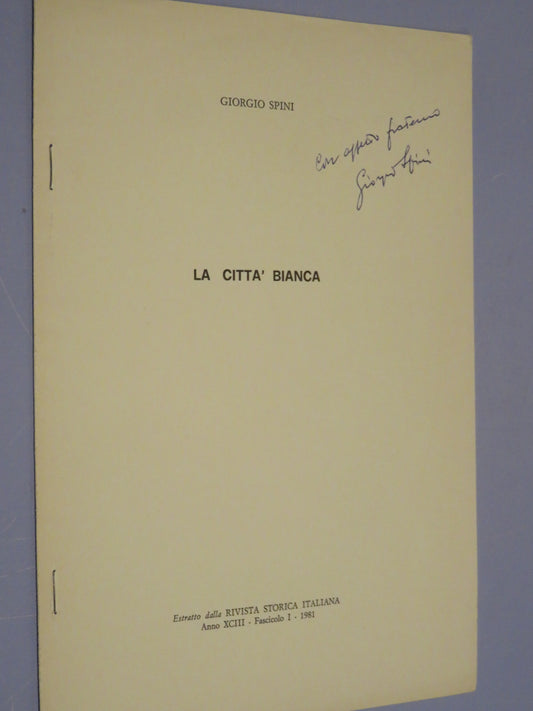 GIORGIO SPINI
Con affetto fraterno
Giorgio Spini
LA CITTA' BIANCA
Estratto dalla RIVISTA STORICA ITALIANA
Anno XCIII - Fascicolo I - 1981